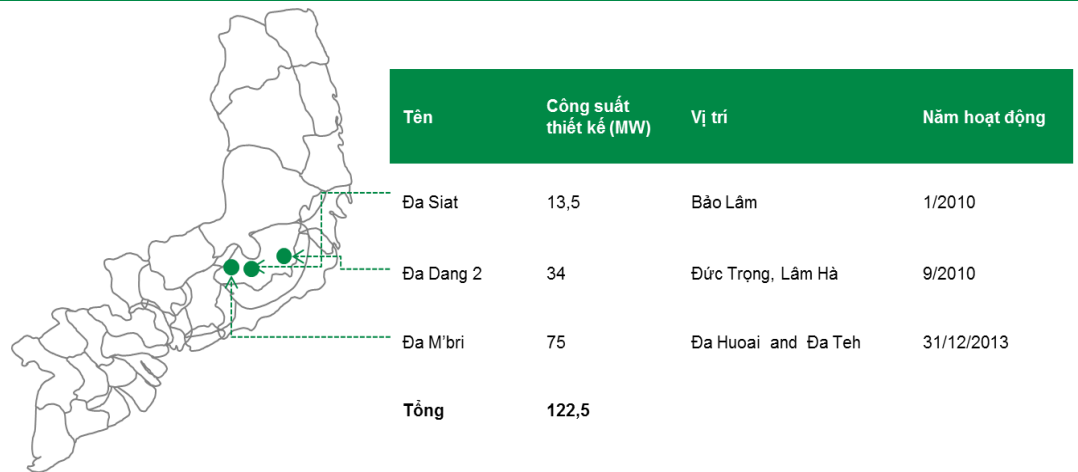 Tên Công suất thiết kế (MW) Vị trí Năm hoạt động
Đa Siat 13,5 Bảo Lâm 1/2010
Đa Dang 2 34 Đức Trọng, Lâm Hà 9/2010
Đa M’bri 75 Đa Huoai and Đa Teh 31/12/2013
Tổng 122,5